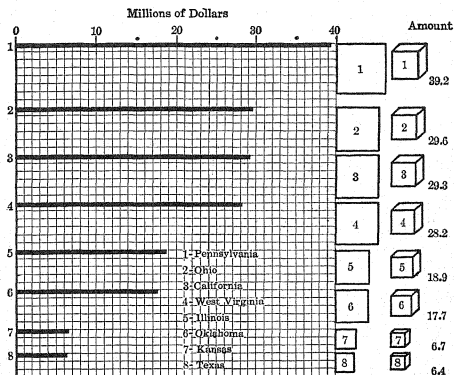 Millions of Dollars
Amount
0 10 20 30 40
1 1 1 39.2
2 2 2 29.6
3 3 3 29.3
4 4 4 28.2
5 5 5 18.9
1-Pennsylvania
2-Ohio
3-California
6 6 6 17.7
4-West Virginia
5-Illinois
6-Oklahoma
7 7 7 6.7
7-Kansas
8 8 8 6.4
8-Texas